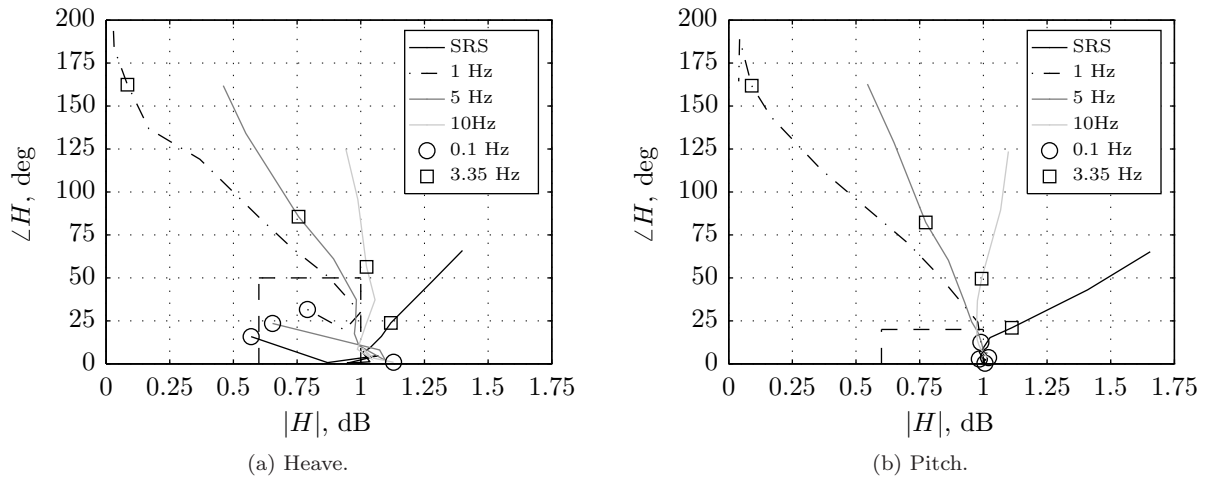 200
175
150
125
100
75
50
25
0
∠H, deg
0 0.25 0.5 0.75 1 1.25 1.5 1.75
|H|, dB
SRS
1 Hz
5 Hz
10Hz
0.1 Hz
3.35 Hz
(a) Heave.
200
175
150
125
100
75
50
25
0
∠H, deg
0 0.25 0.5 0.75 1 1.25 1.5 1.75
|H|, dB
SRS
1 Hz
5 Hz
10Hz
0.1 Hz
3.35 Hz
(b) Pitch.